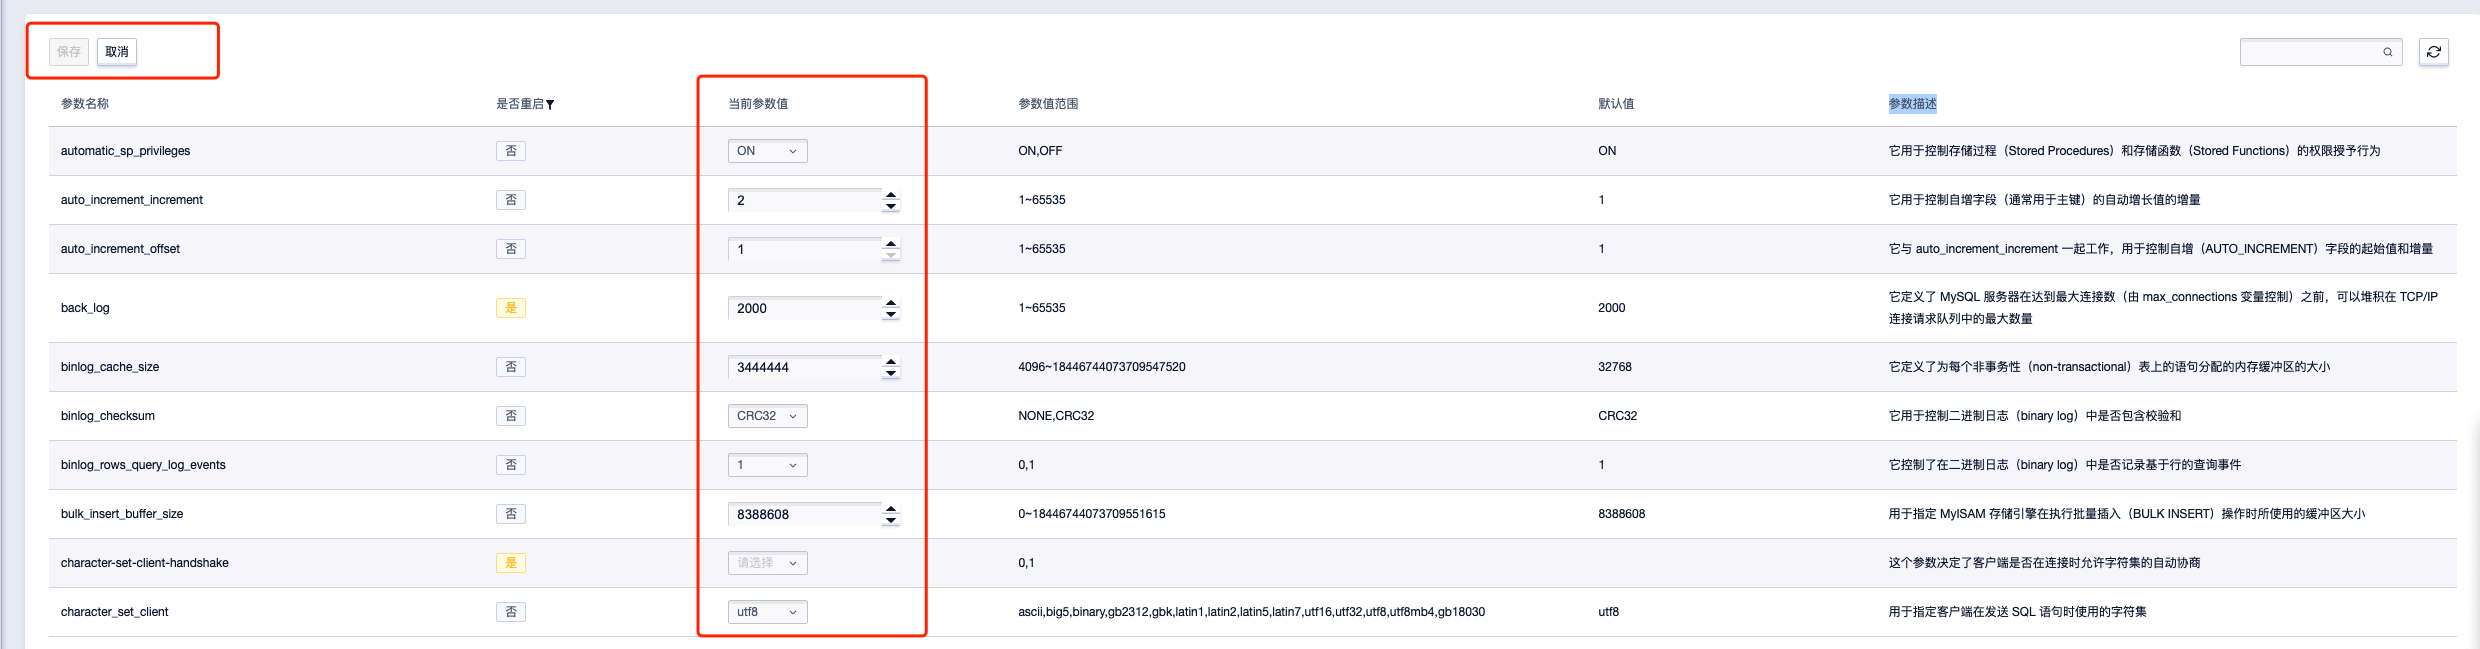 保存 取消
参数名称 是否重启 当前参数值 参数值范围 默认值 参数描述
automatic_sp_privileges 否 ON ON,OFF ON 它用于控制存储过程（Stored Procedures）和存储函数（Stored Functions）的权限授予行为
auto_increment_increment 否 2 1~65535 1 它用于控制自增字段（通常用于主键）的自动增长值的增量
auto_increment_offset 否 1 1~65535 1 它与 auto_increment_increment 一起工作，用于控制自增（AUTO_INCREMENT）字段的起始值和增量
back_log 是 2000 1~65535 2000 它定义了 MySQL 服务器在达到最大连接数（由 max_connections 变量控制）之前，可以堆积在 TCP/IP
连接请求队列中的最大数量
binlog_cache_size 否 3444444 4096~18446744073709547520 32768 它定义了为每个非事务性（non-transactional）表上的语句分配的内存缓冲区的大小
binlog_checksum 否 CRC32 NONE,CRC32 CRC32 它用于控制二进制日志（binary log）中是否包含校验和
binlog_rows_query_log_events 否 1 0,1 1 它控制了在二进制日志（binary log）中是否记录基于行的查询事件
bulk_insert_buffer_size 否 8388608 0~18446744073709551615 8388608 用于指定 MyISAM 存储引擎在执行批量插入（BULK INSERT）操作时所使用的缓冲区大小
character-set-client-handshake 是 请选择 0,1 这个参数决定了客户端是否在连接时允许字符集的自动协商
character_set_client 否 utf8 ascii,big5,binary,gb2312,gbk,latin1,latin2,latin5,latin7,utf16,utf32,utf8,utf8mb4,gb18030 utf8 用于指定客户端在发送 SQL 语句时使用的字符集